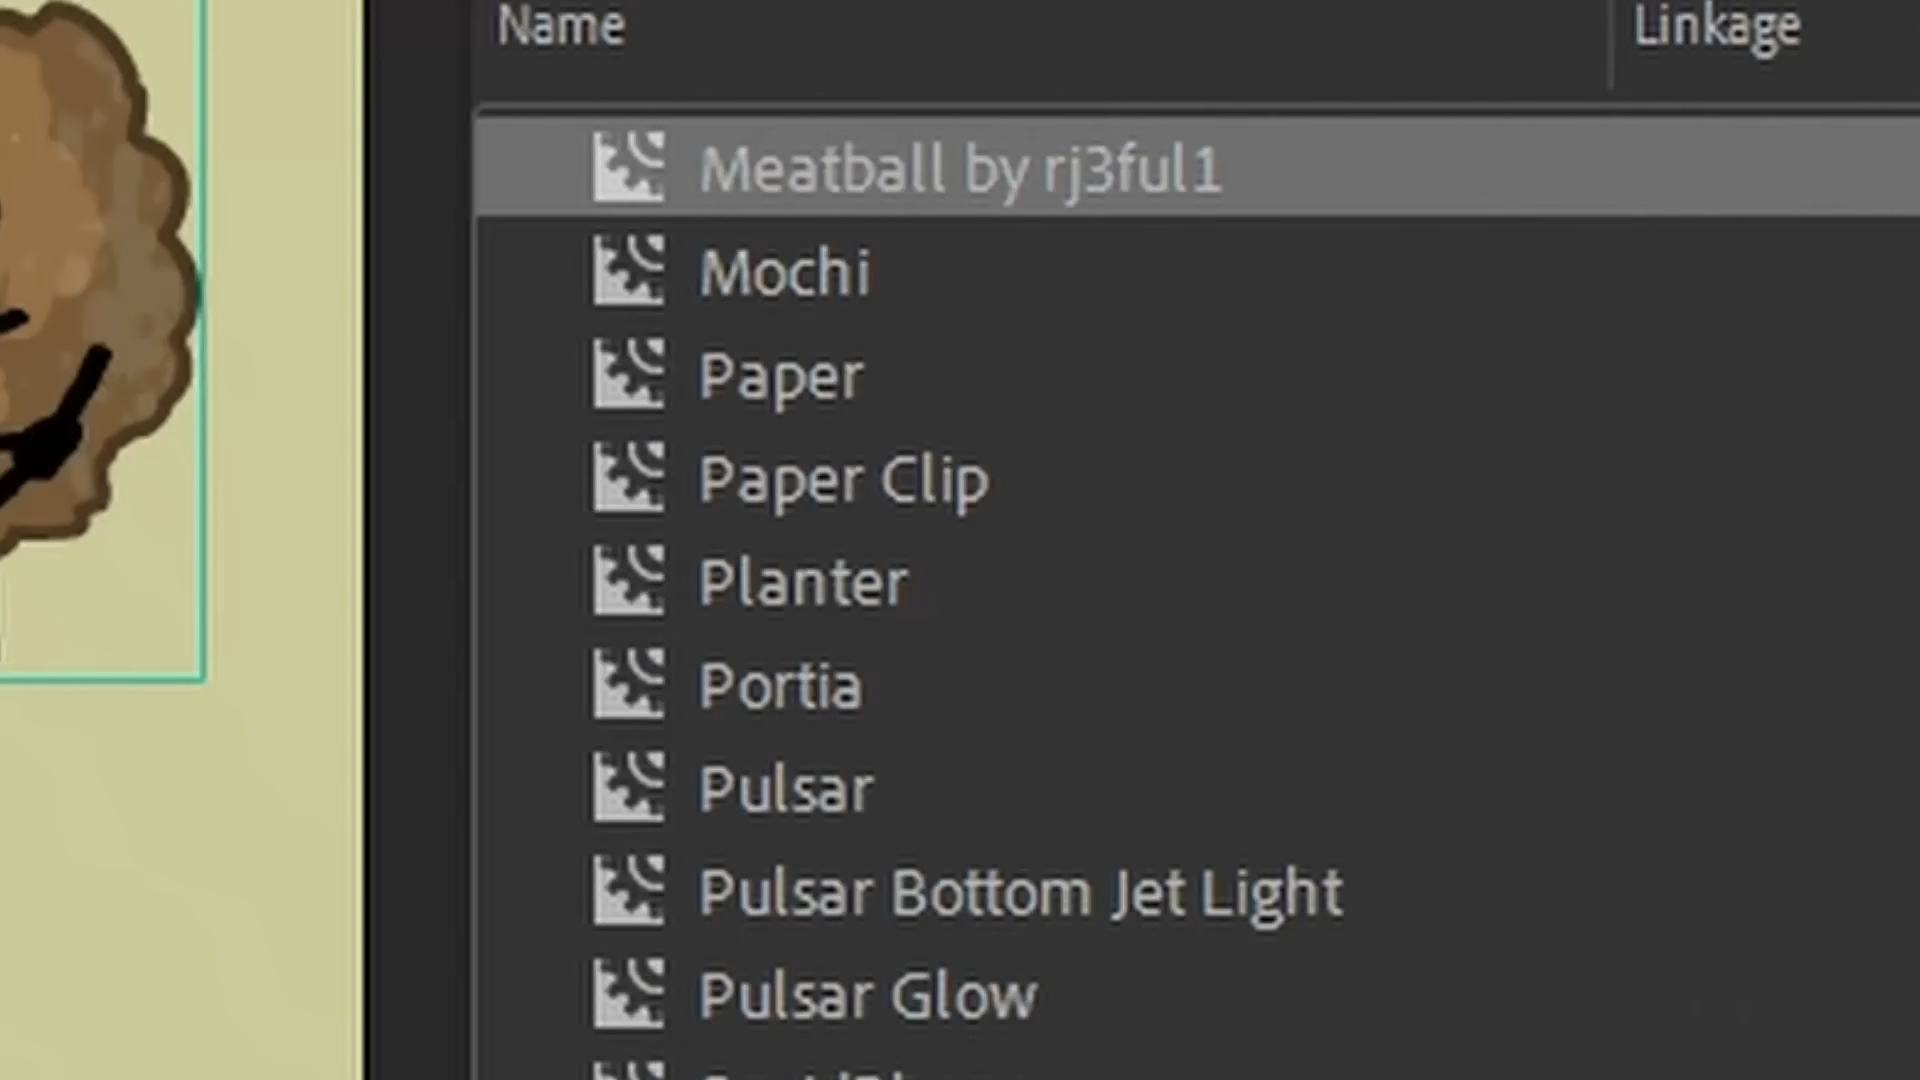 Name Linkage
Meatball by rj3ful1
Mochi
Paper
Paper Clip
Planter
Portia
Pulsar
Pulsar Bottom Jet Light
Pulsar Glow